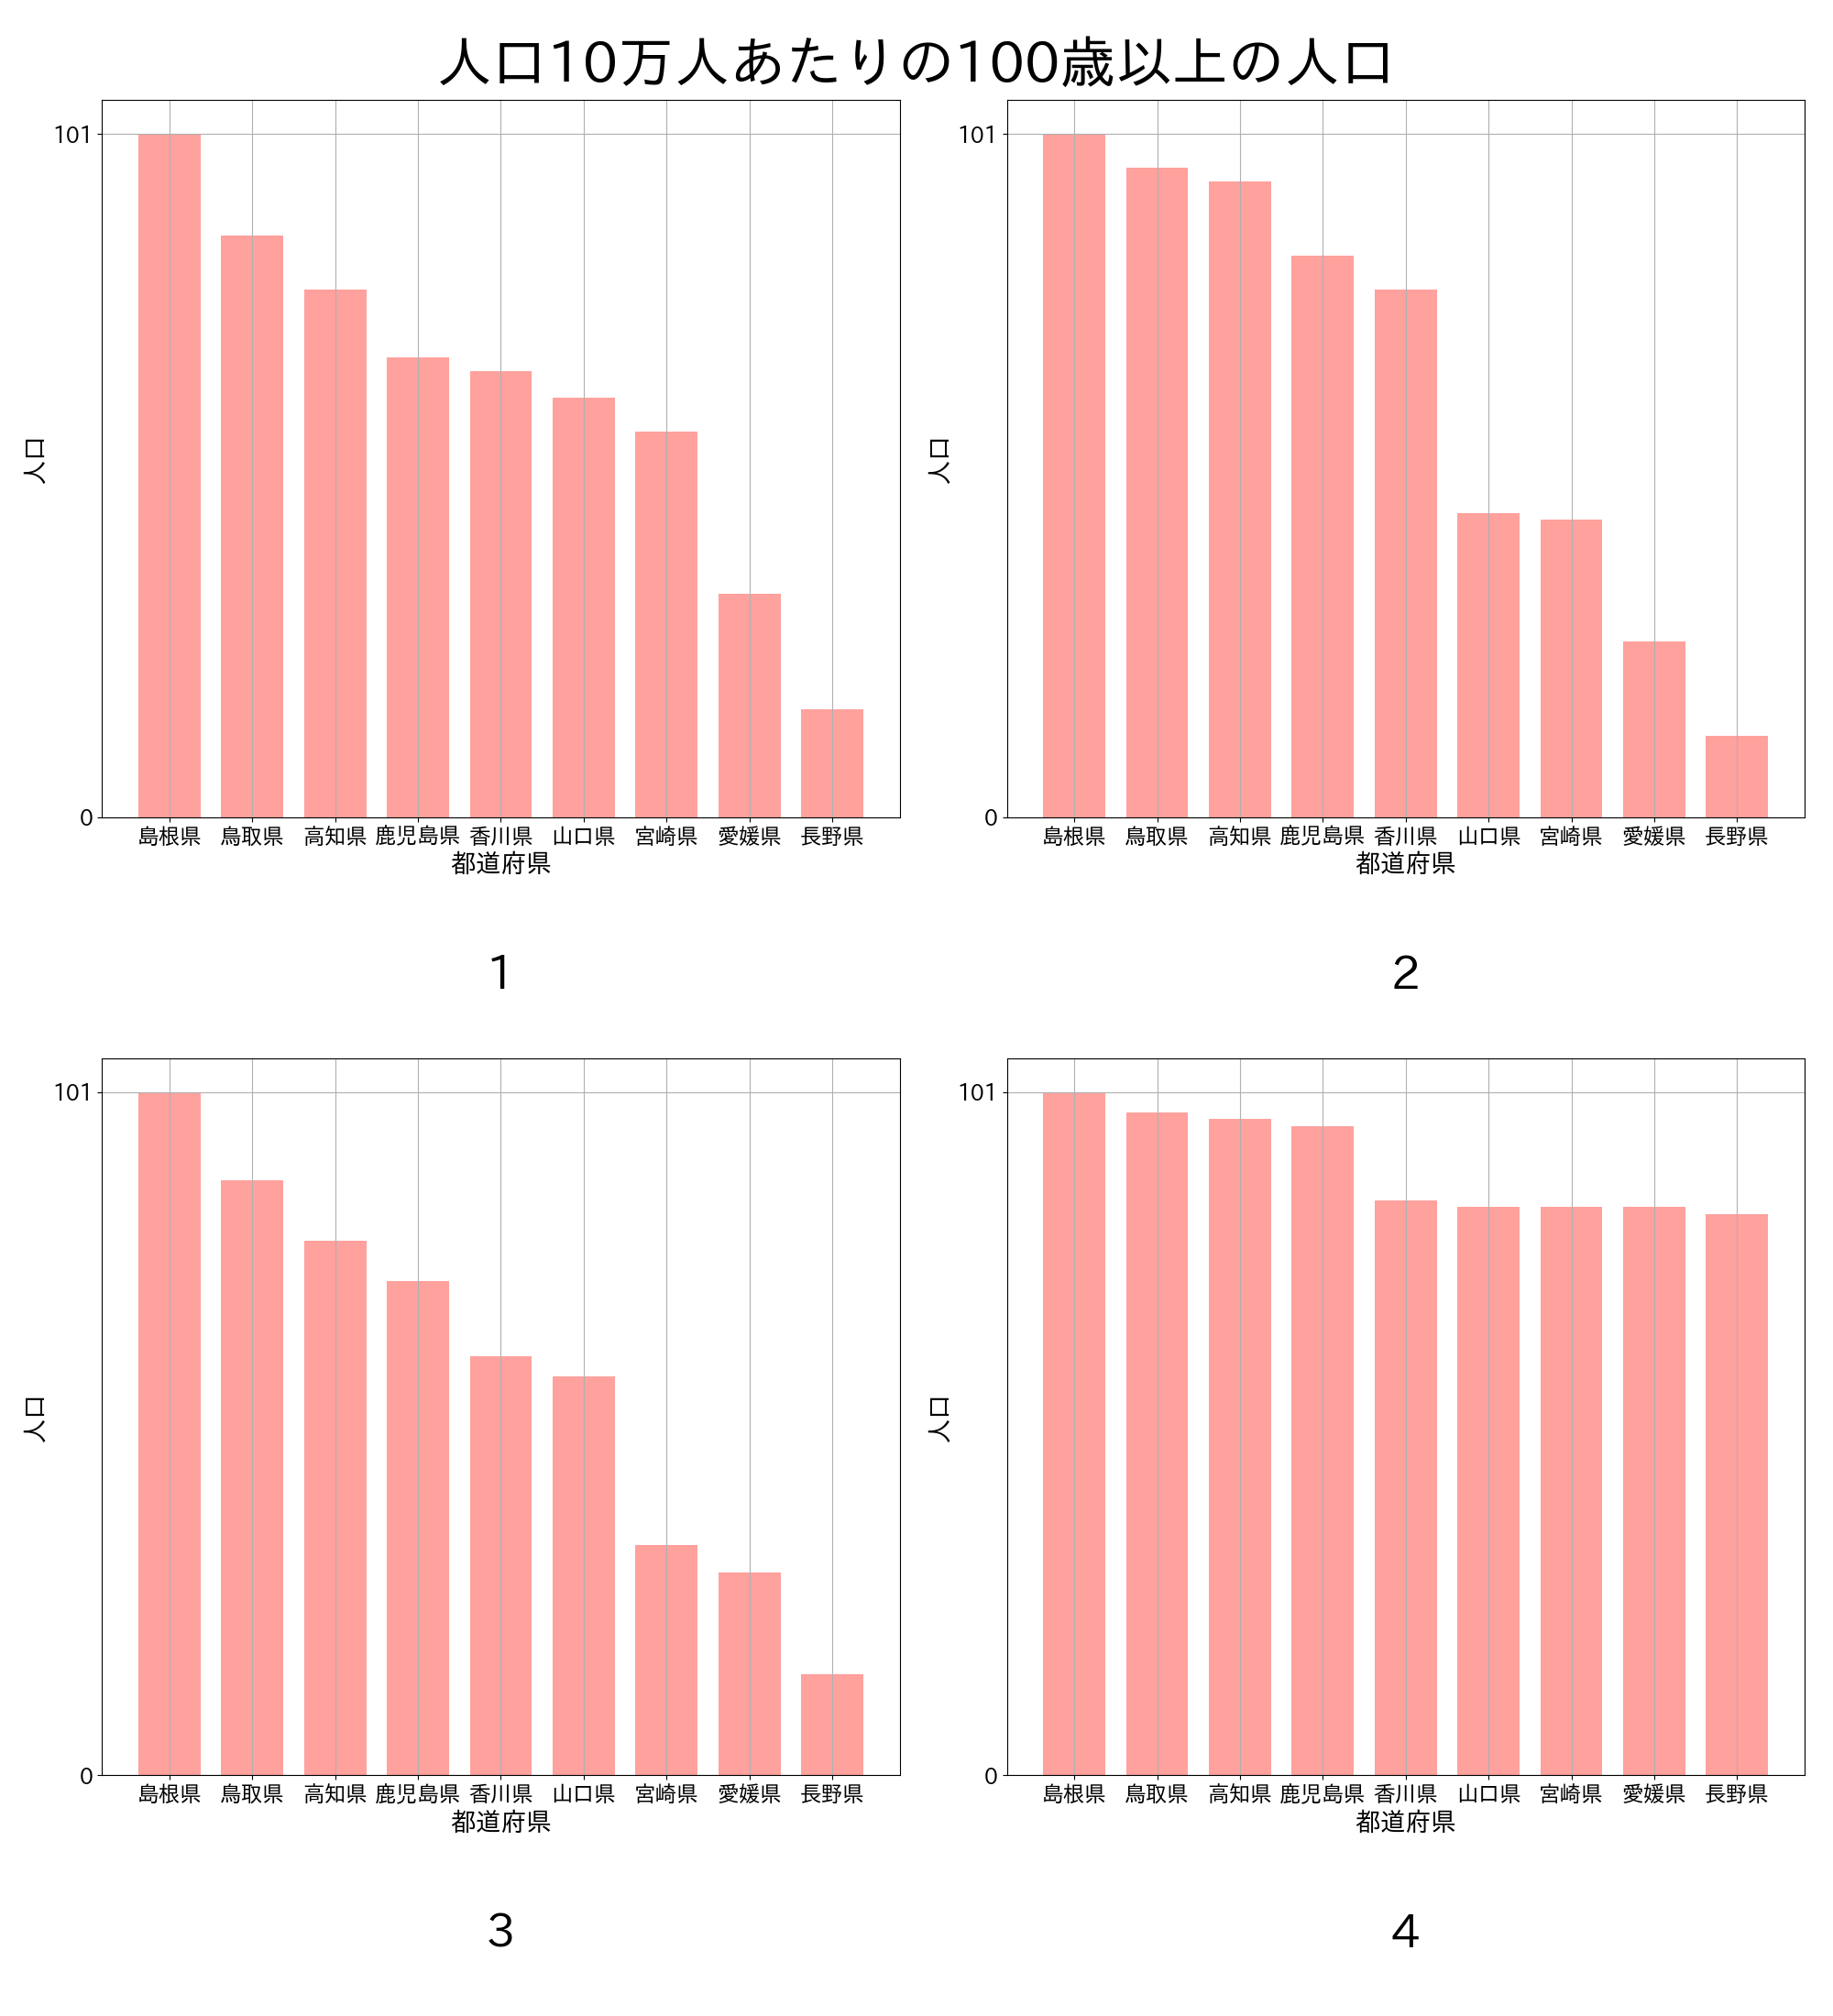 人口10万人あたりの100歳以上の人口
101
人口
0
島根県 鳥取県 高知県 鹿児島県 香川県 山口県 宮崎県 愛媛県 長野県
都道府県
1
101
人口
0
島根県 鳥取県 高知県 鹿児島県 香川県 山口県 宮崎県 愛媛県 長野県
都道府県
2
101
人口
0
島根県 鳥取県 高知県 鹿児島県 香川県 山口県 宮崎県 愛媛県 長野県
都道府県
3
101
人口
0
島根県 鳥取県 高知県 鹿児島県 香川県 山口県 宮崎県 愛媛県 長野県
都道府県
4